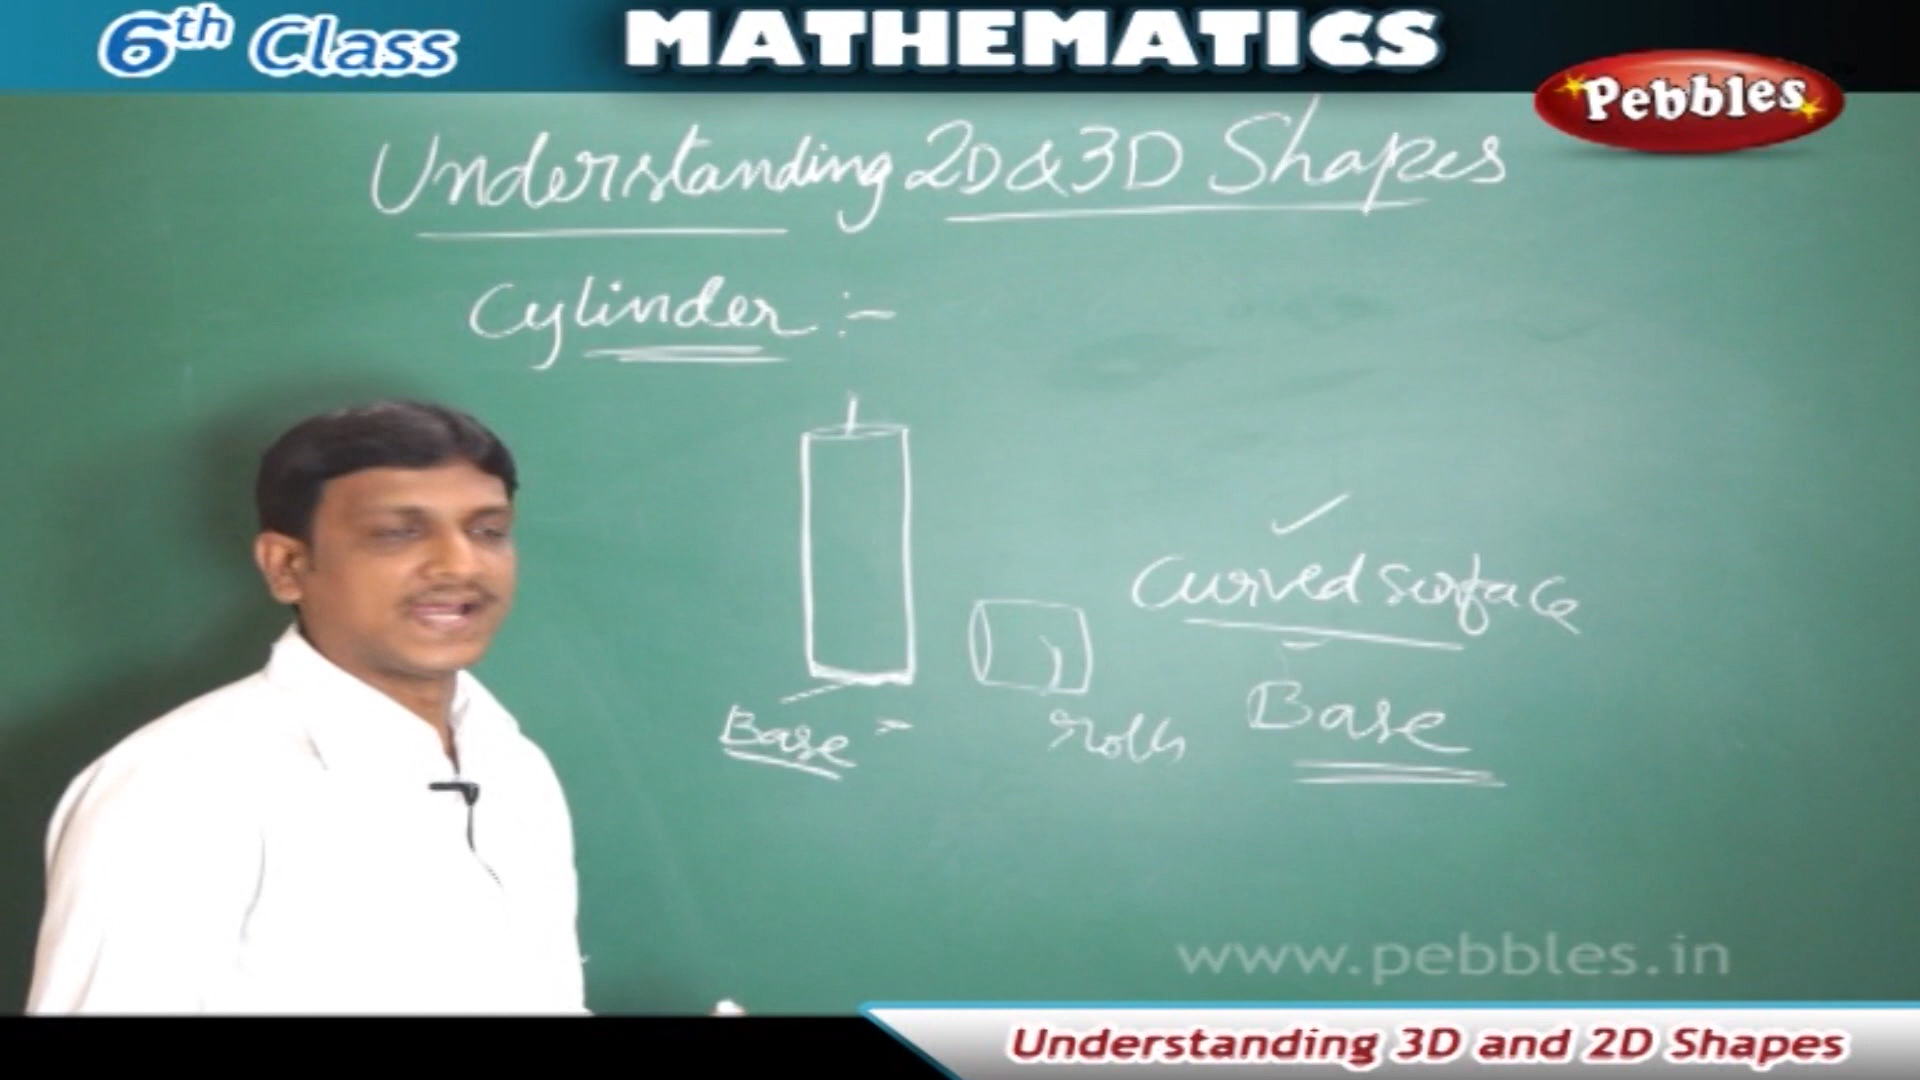 6th Class
MATHEMATICS
Pebbles
Understanding 2D & 3D Shapes
Cylinder :-
Curved surface
Base
Base
rolls
www.pebbles.in
Understanding 3D and 2D Shapes